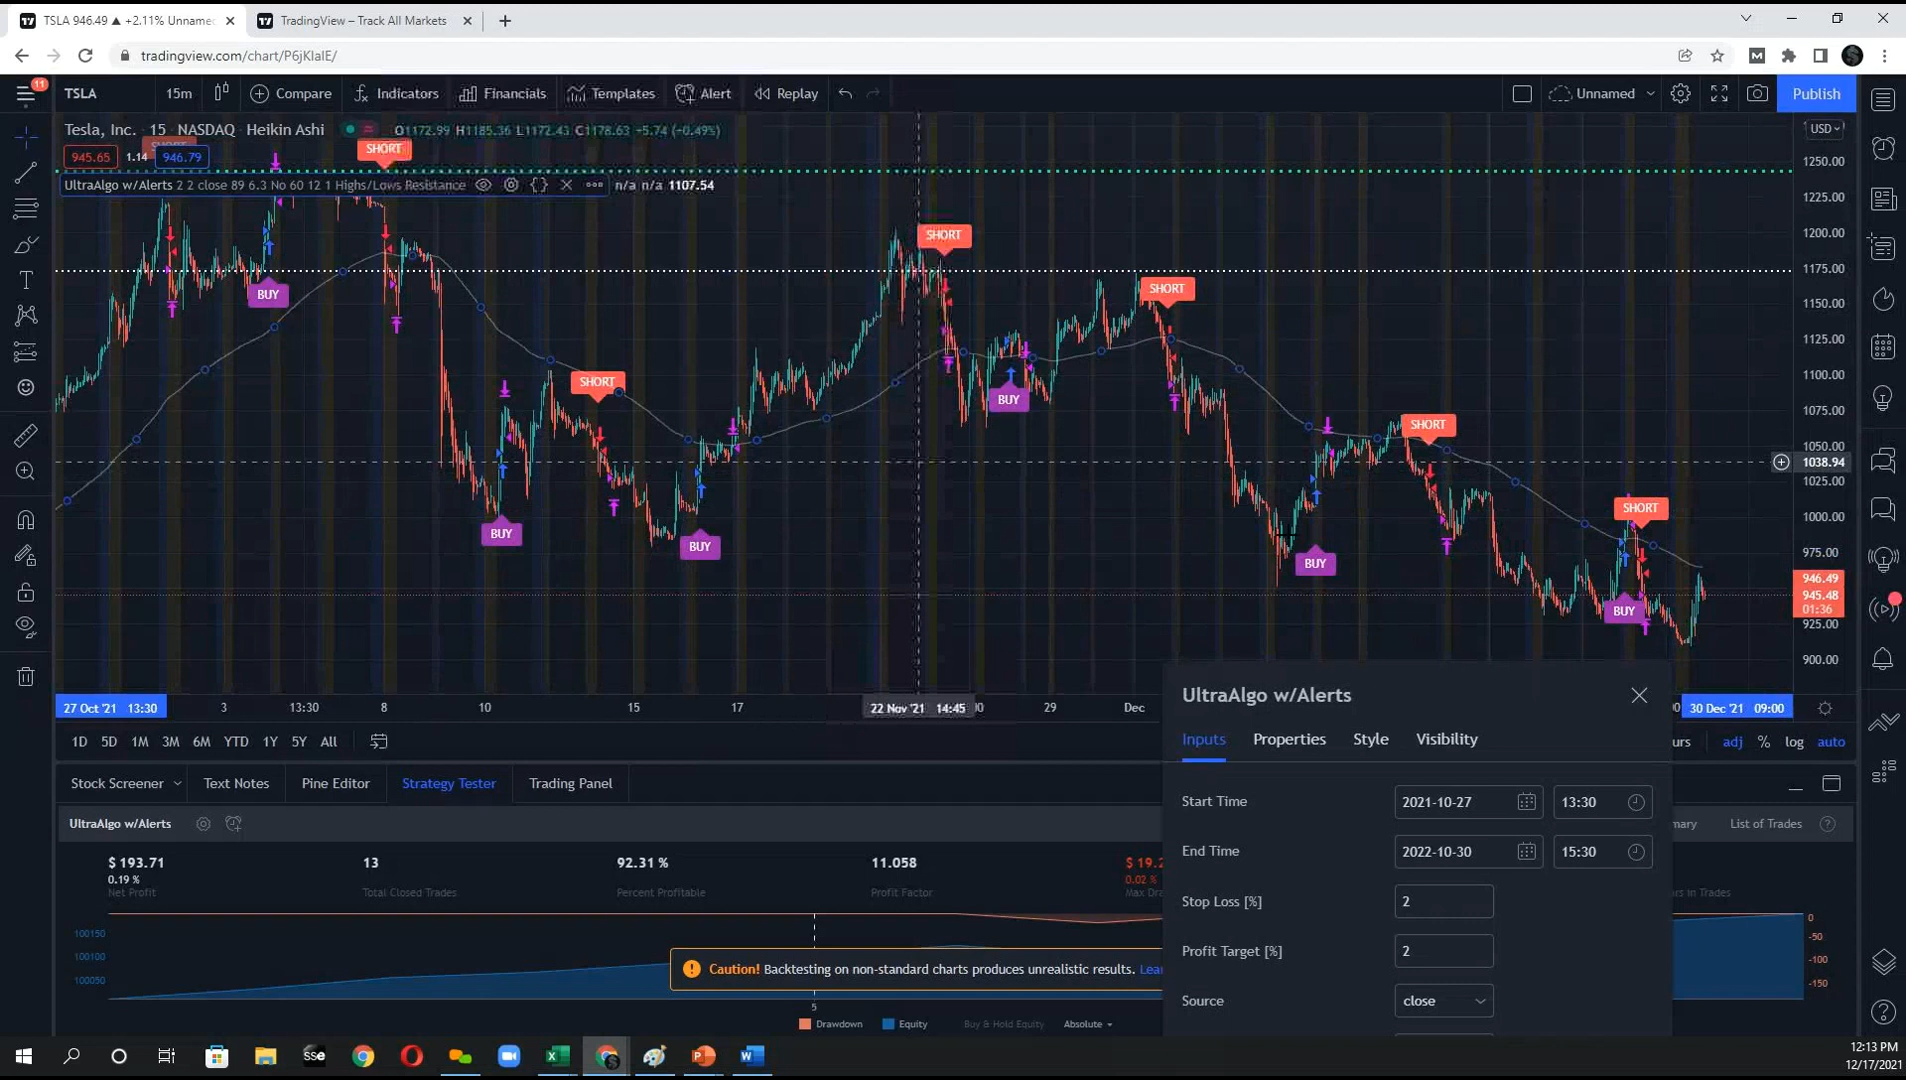 TSLA 946.49 ▲ +2.11% Unnamed
TradingView – Track All Markets
tradingview.com/chart/P6jKIaIE/
11
TSLA
15m
Compare
Indicators
Financials
Templates
Alert
Replay
Unnamed
Publish
Tesla, Inc. · 15 · NASDAQ · Heikin Ashi
O1172.99 H1185.36 L1172.43 C1178.63 −5.74 (−0.49%)
USD
945.65
1.14
946.79
UltraAlgo w/Alerts 2 2 close 89 6.3 No 60 12 1 Highs/Lows Resistance
n/a n/a 1107.54
SHORT
SHORT
SHORT
SHORT
SHORT
SHORT
SHORT
BUY
BUY
BUY
BUY
BUY
BUY
1250.00
1225.00
1200.00
1175.00
1150.00
1125.00
1100.00
1075.00
1050.00
1038.94
1025.00
1000.00
975.00
946.49
945.48
01:36
925.00
900.00
27 Oct '21 13:30
3
13:30
8
10
15
17
22 Nov '21 14:45
29
Dec
30 Dec '21 09:00
1D 5D 1M 3M 6M YTD 1Y 5Y All
adj % log auto
Stock Screener
Text Notes
Pine Editor
Strategy Tester
Trading Panel
UltraAlgo w/Alerts
List of Trades
$ 193.71
0.19 %
Net Profit
13
Total Closed Trades
92.31 %
Percent Profitable
11.058
Profit Factor
0.02 %
100150
100100
100050
0
-50
-100
-150
5
Caution! Backtesting on non-standard charts produces unrealistic results.
Drawdown
Equity
Buy & Hold Equity
Absolute
UltraAlgo w/Alerts
Inputs
Properties
Style
Visibility
Start Time
2021-10-27
13:30
End Time
2022-10-30
15:30
Stop Loss [%]
2
Profit Target [%]
2
Source
close
12:13 PM
12/17/2021